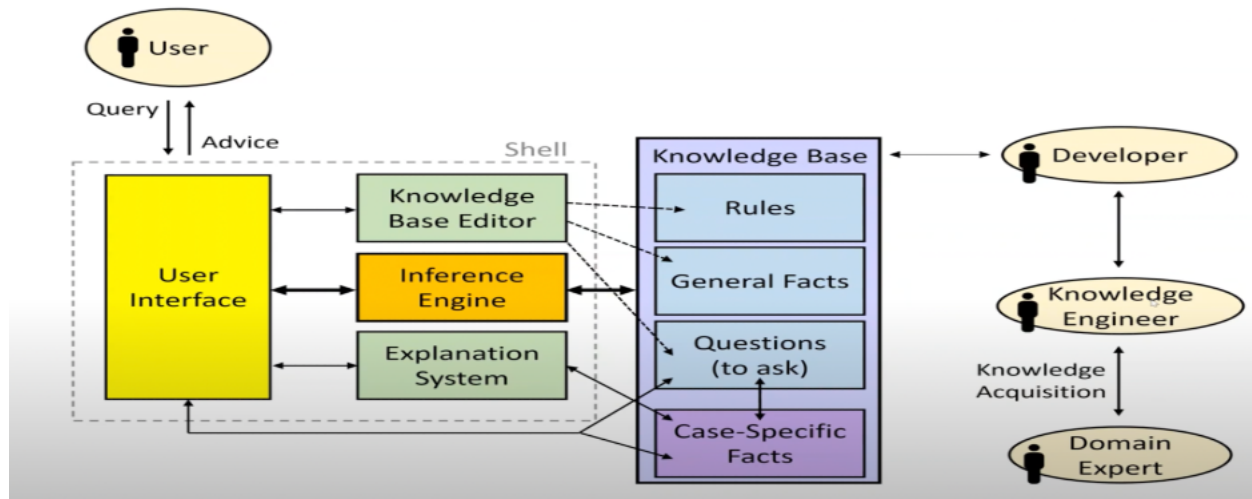 User
Query
Advice
Shell
User
Interface
Knowledge
Base Editor
Inference
Engine
Explanation
System
Knowledge Base
Rules
General Facts
Questions
(to ask)
Case-Specific
Facts
Developer
Knowledge
Engineer
Knowledge
Acquisition
Domain
Expert